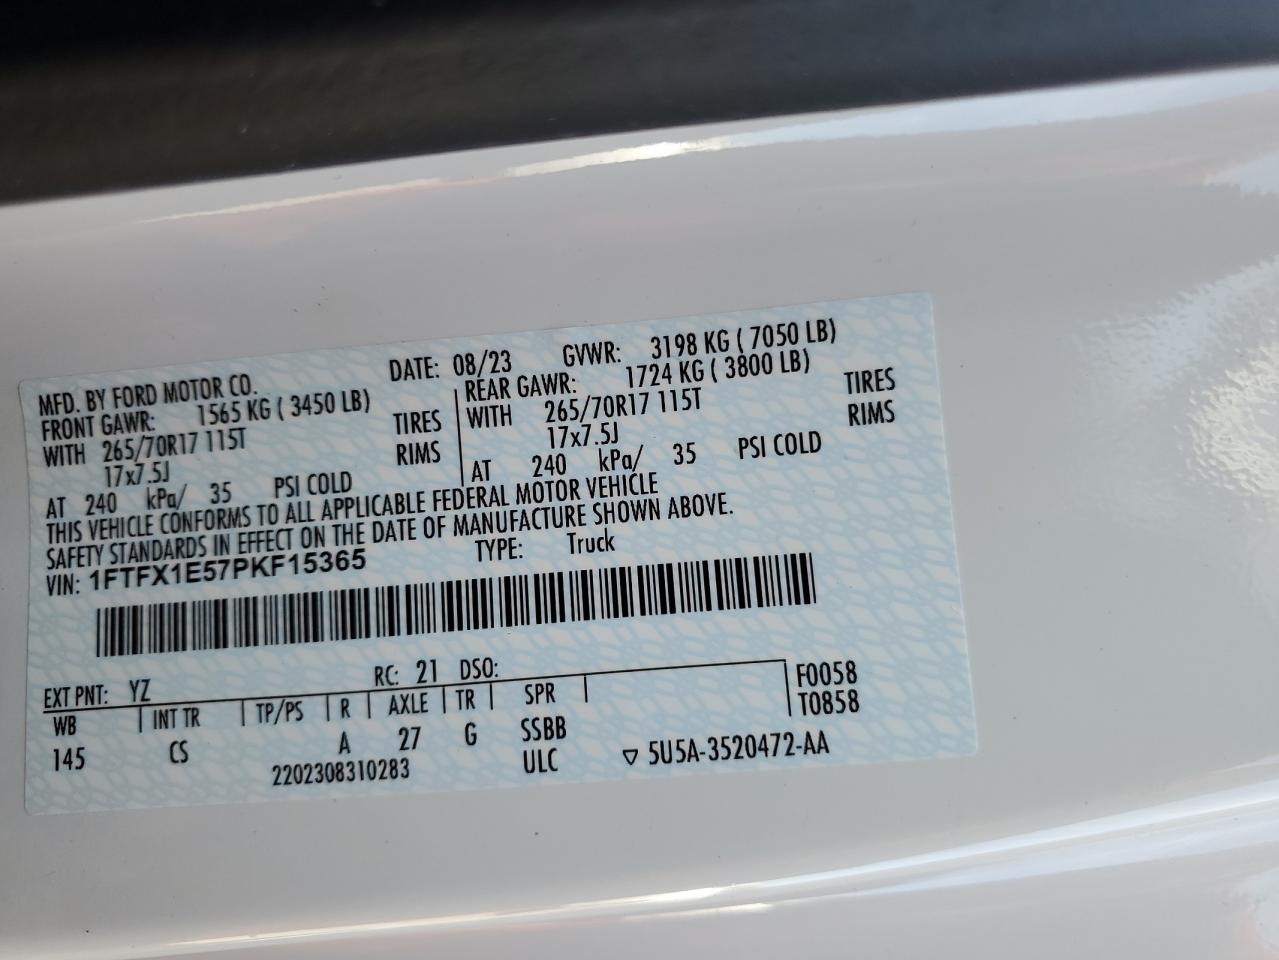 MFD. BY FORD MOTOR CO. DATE: 08/23 GVWR: 3198 KG ( 7050 LB)
FRONT GAWR: 1565 KG ( 3450 LB) REAR GAWR: 1724 KG ( 3800 LB)
WITH 265/70R17 115T TIRES WITH 265/70R17 115T TIRES
17x7.5J RIMS 17x7.5J RIMS
AT 240 kPa/ 35 PSI COLD AT 240 kPa/ 35 PSI COLD
THIS VEHICLE CONFORMS TO ALL APPLICABLE FEDERAL MOTOR VEHICLE
SAFETY STANDARDS IN EFFECT ON THE DATE OF MANUFACTURE SHOWN ABOVE.
VIN: 1FTFX1E57PKF15365 TYPE: Truck
EXT PNT: YZ RC: 21 DSO: F0058
WB INT TR TP/PS R AXLE TR SPR T0858
145 CS A 27 G SSBB
2202308310283 ULC ▽ 5U5A-3520472-AA